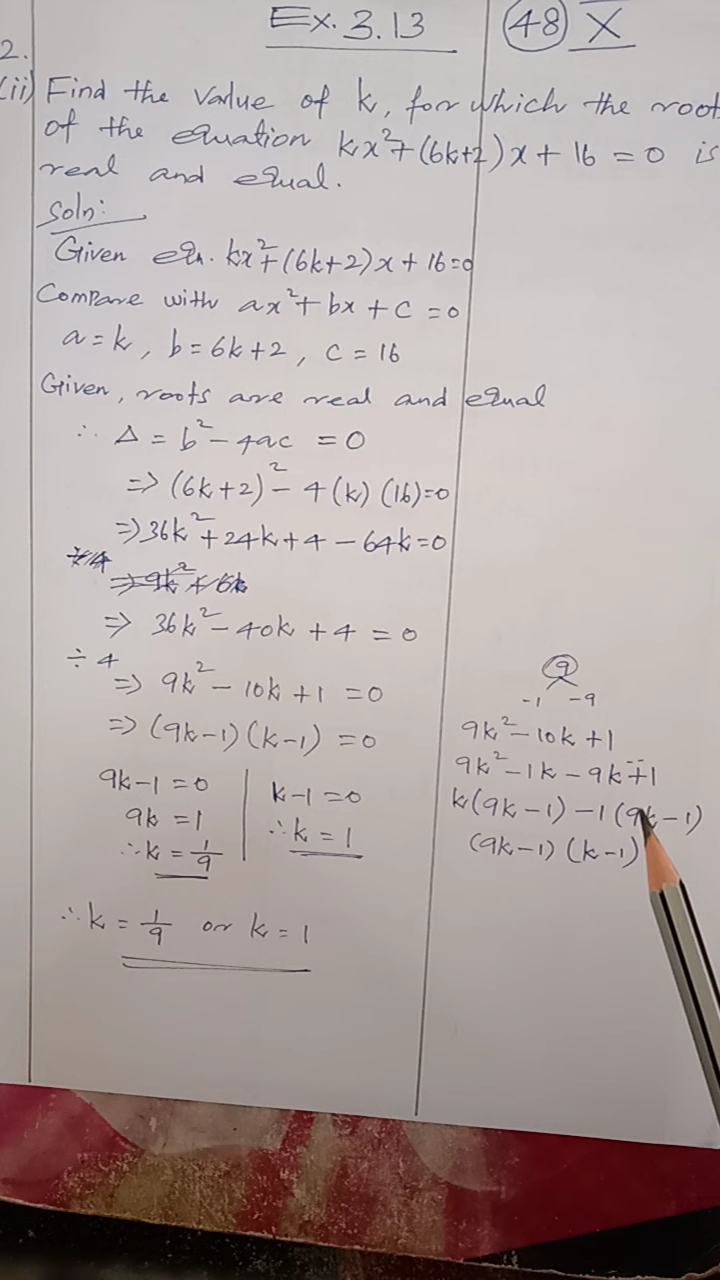 Ex. 3.13 48 X
2.
(ii) Find the value of k, for which the root
of the equation kx²+(6k+2)x+16=0 is
real and equal.
Soln:
Given eqn. kx²+(6k+2)x+16=0
Compare with ax²+bx+c=0
a=k, b=6k+2, c=16
Given, roots are real and equal
∴ Δ = b²-4ac = 0
⇒ (6k+2)² - 4(k)(16)=0
⇒ 36k²+24k+4-64k=0
⇒ 36k²-40k+4=0
÷4 ⇒ 9k²-10k+1=0
⇒ (9k-1)(k-1)=0
9k-1=0
9k=1
∴k=1/9
k-1=0
∴k=1
∴k=1/9 or k=1
9
-1 -9
9k²-10k+1
9k²-1k-9k+1
k(9k-1)-1(9k-1)
(9k-1)(k-1)